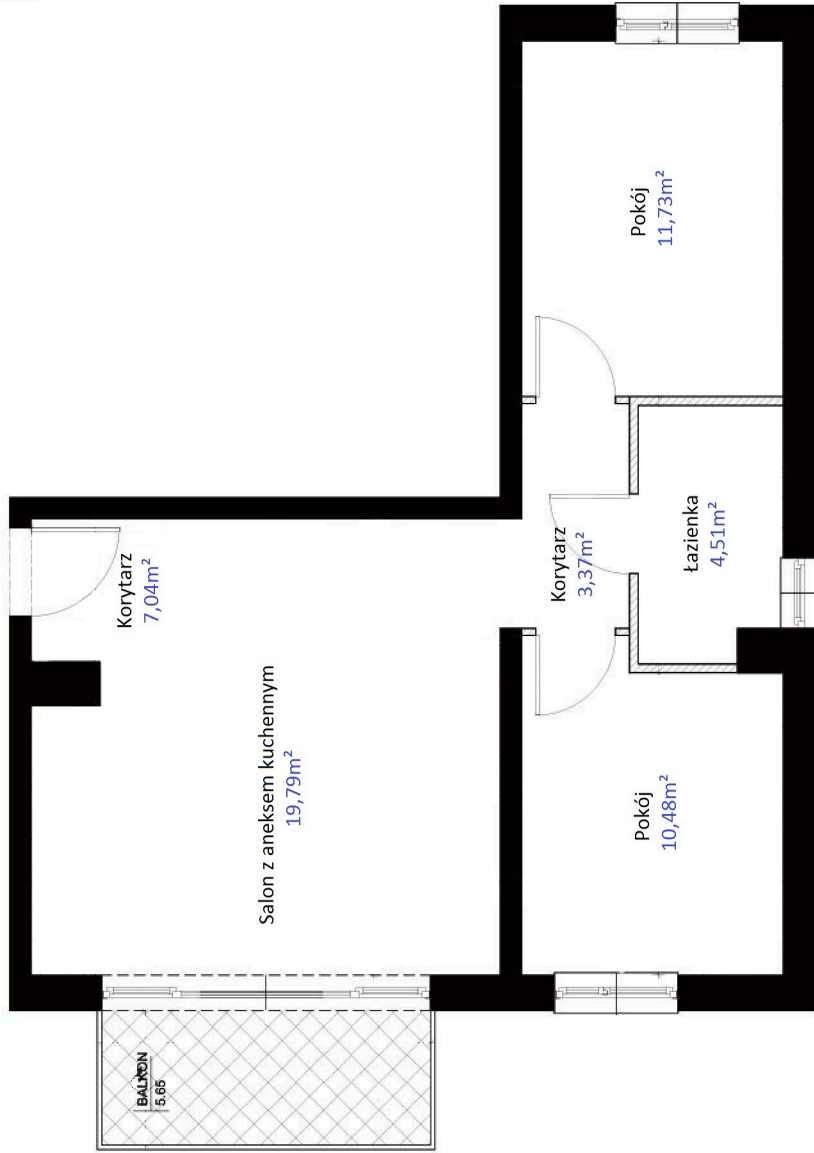 Pokój
11,73m²
Korytarz
7,04m²
Korytarz
3,37m²
Łazienka
4,51m²
Salon z aneksem kuchennym
19,79m²
Pokój
10,48m²
BALKON
5.65